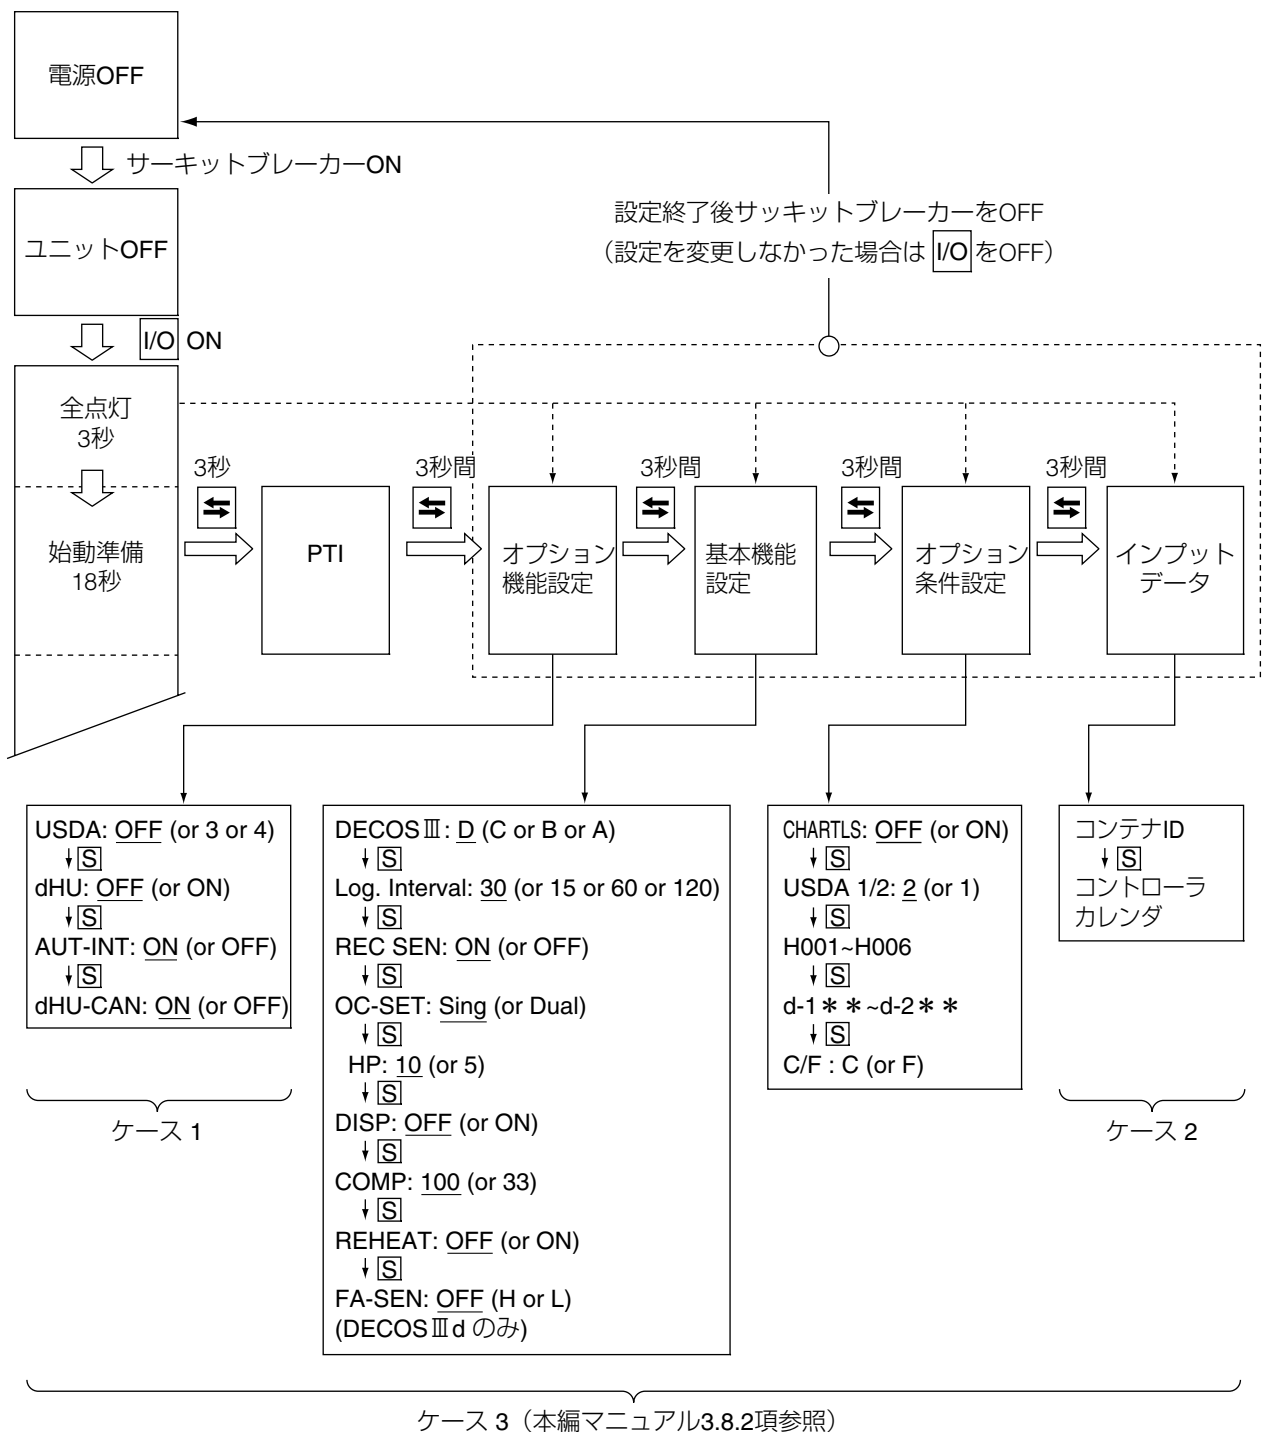 電源OFF
サーキットブレーカーON
ユニットOFF
設定終了後サッキットブレーカーをOFF
（設定を変更しなかった場合は I/O をOFF）
I/O ON
全点灯
3秒
始動準備
18秒
3秒
PTI
3秒間
オプション
機能設定
3秒間
基本機能
設定
3秒間
オプション
条件設定
3秒間
インプット
データ
USDA: OFF (or 3 or 4)
S
dHU: OFF (or ON)
S
AUT-INT: ON (or OFF)
S
dHU-CAN: ON (or OFF)
ケース 1
DECOSⅢ: D (C or B or A)
S
Log. Interval: 30 (or 15 or 60 or 120)
S
REC SEN: ON (or OFF)
S
OC-SET: Sing (or Dual)
S
HP: 10 (or 5)
S
DISP: OFF (or ON)
S
COMP: 100 (or 33)
S
REHEAT: OFF (or ON)
S
FA-SEN: OFF (H or L)
(DECOSⅢd のみ)
CHARTLS: OFF (or ON)
S
USDA 1/2: 2 (or 1)
S
H001~H006
S
d-1＊＊~d-2＊＊
S
C/F : C (or F)
コンテナID
S
コントローラ
カレンダ
ケース 2
ケース 3（本編マニュアル3.8.2項参照）